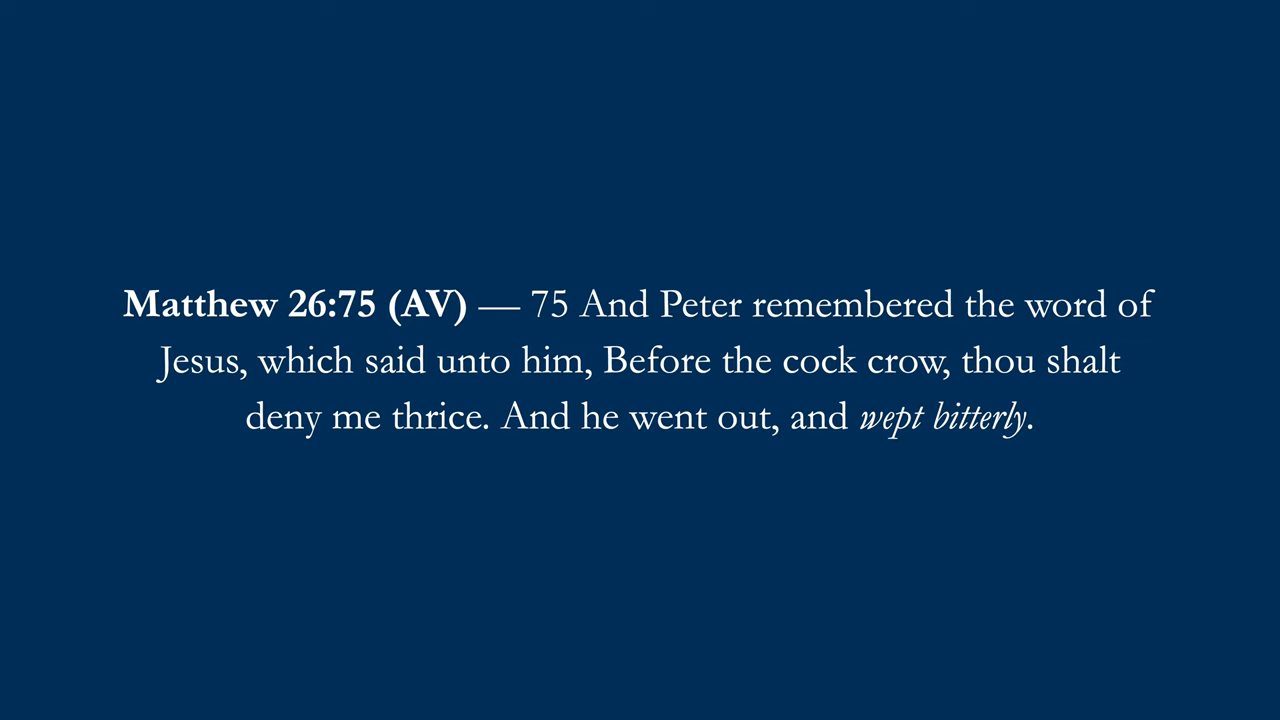 Matthew 26:75 (AV) — 75 And Peter remembered the word of
Jesus, which said unto him, Before the cock crow, thou shalt
deny me thrice. And he went out, and wept bitterly.